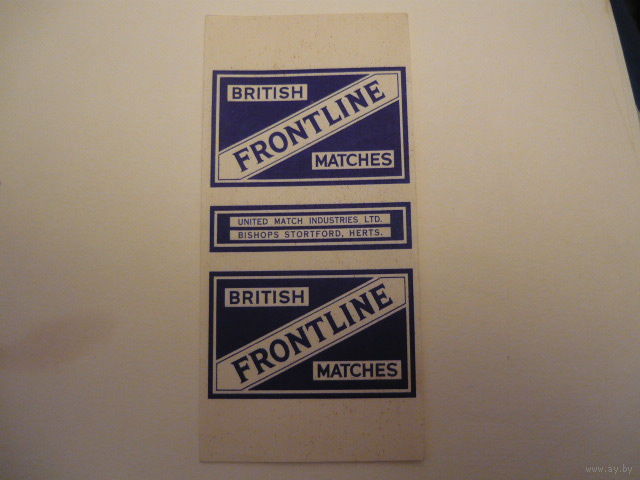 BRITISH
FRONTLINE
MATCHES
UNITED MATCH INDUSTRIES LTD.
BISHOPS STORTFORD, HERTS.
BRITISH
FRONTLINE
MATCHES
www.ay.by